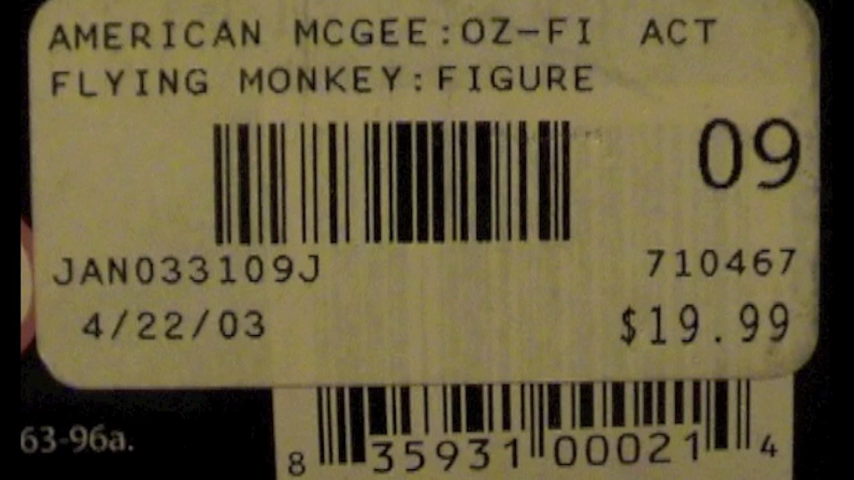 AMERICAN MCGEE:OZ-FI ACT
FLYING MONKEY:FIGURE
09
JAN033109J 710467
4/22/03 $19.99
63-96a.
8 35931 00021 4